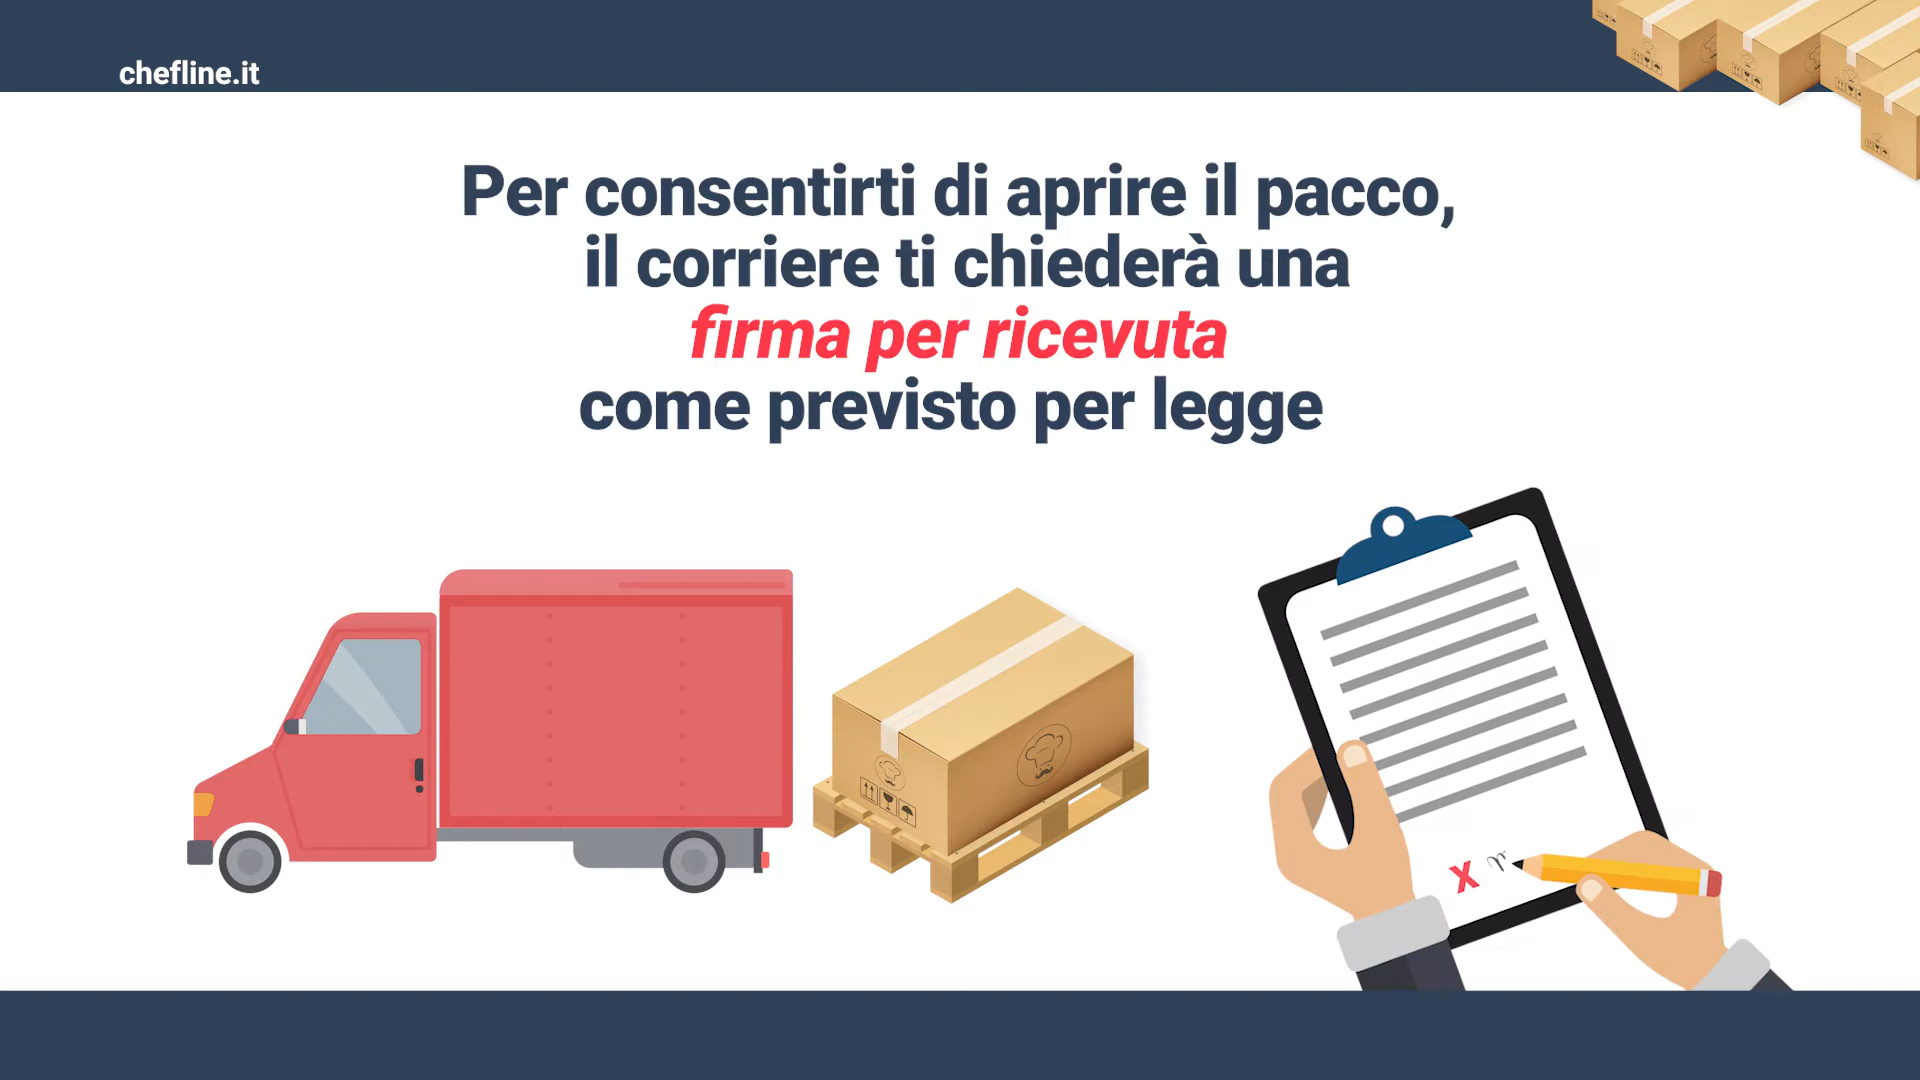 chefline.it
Per consentirti di aprire il pacco,
il corriere ti chiederà una
firma per ricevuta
come previsto per legge
X